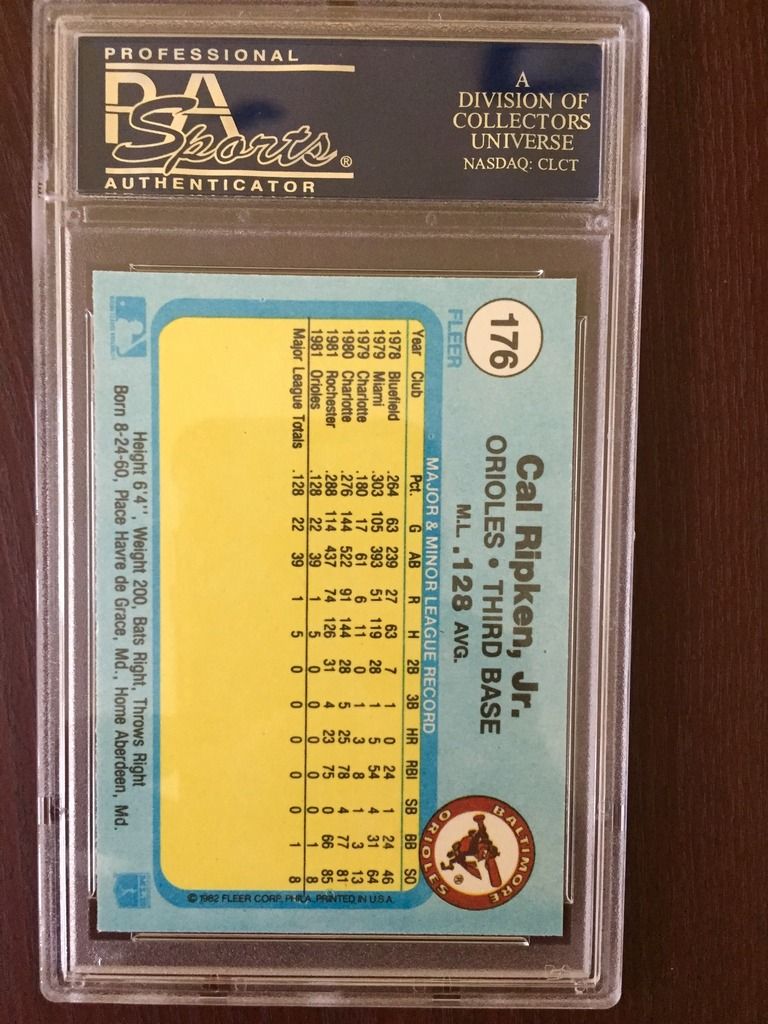 PROFESSIONAL
PSA
Sports®
AUTHENTICATOR
A
DIVISION OF
COLLECTORS
UNIVERSE
NASDAQ: CLCT
176
FLEER
Cal Ripken, Jr.
ORIOLES • THIRD BASE
M.L. .128 AVG.
BALTIMORE
ORIOLES
®
MAJOR & MINOR LEAGUE RECORD
Year Club Pct. G AB R H 2B 3B HR RBI SB BB SO
1978 Bluefield .264 63 239 27 63 7 1 0 24 1 24 46
1979 Miami .303 105 393 51 119 28 1 5 54 4 31 64
1979 Charlotte .180 17 61 6 11 0 1 3 8 1 3 13
1980 Charlotte .276 144 522 91 144 28 5 25 78 4 77 81
1981 Rochester .288 114 437 74 126 31 4 23 75 0 66 85
1981 Orioles .128 22 39 1 5 0 0 0 0 0 1 8
Major League Totals .128 22 39 1 5 0 0 0 0 0 1 8
© 1982 FLEER CORP. PHILA. PRINTED IN U.S.A.
Height 6'4", Weight 200, Bats Right, Throws Right
Born 8-24-60, Place Havre de Grace, Md., Home Aberdeen, Md.